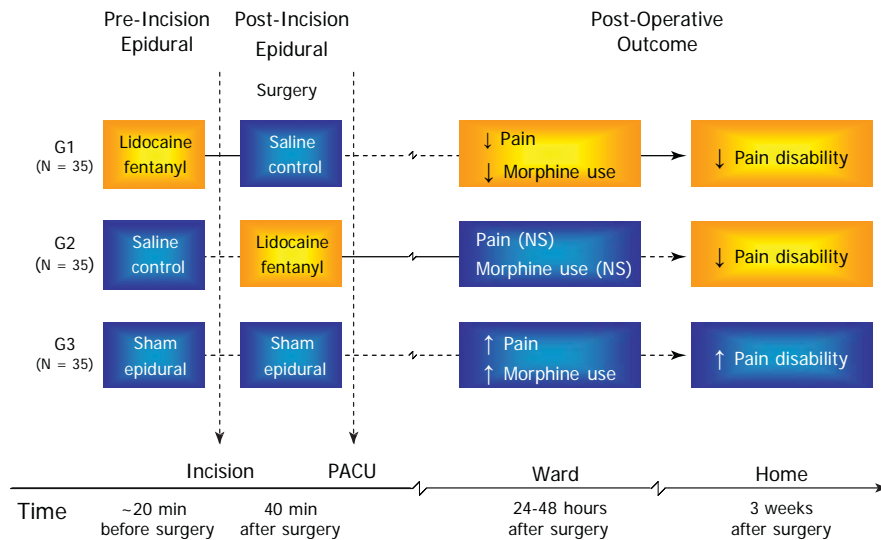 Pre-Incision
Epidural
Post-Incision
Epidural
Surgery
Post-Operative
Outcome
G1
(N = 35)
Lidocaine
fentanyl
Saline
control
↓ Pain
↓ Morphine use
↓ Pain disability
G2
(N = 35)
Saline
control
Lidocaine
fentanyl
Pain (NS)
Morphine use (NS)
↓ Pain disability
G3
(N = 35)
Sham
epidural
Sham
epidural
↑ Pain
↑ Morphine use
↑ Pain disability
Incision
PACU
Ward
Home
Time
~20 min
before surgery
40 min
after surgery
24-48 hours
after surgery
3 weeks
after surgery